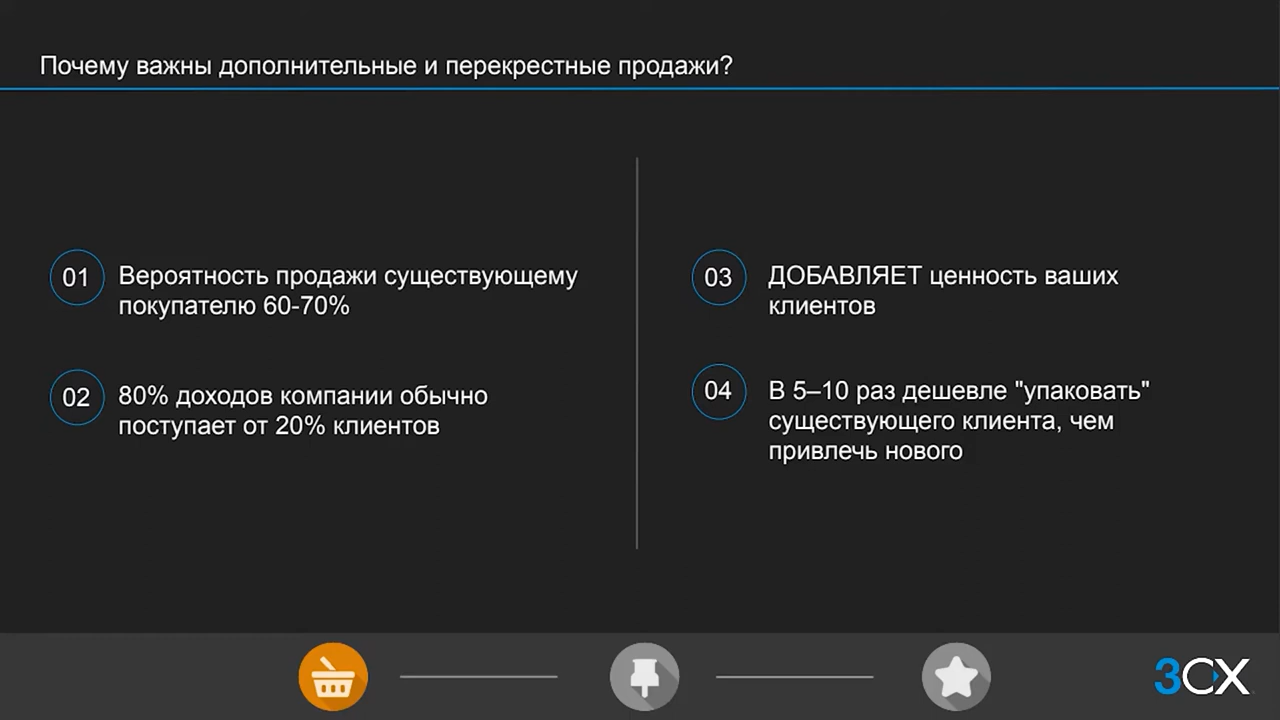 Почему важны дополнительные и перекрестные продажи?
01
Вероятность продажи существующему
покупателю 60-70%
02
80% доходов компании обычно
поступает от 20% клиентов
03
ДОБАВЛЯЕТ ценность ваших
клиентов
04
В 5–10 раз дешевле "упаковать"
существующего клиента, чем
привлечь нового
3CX